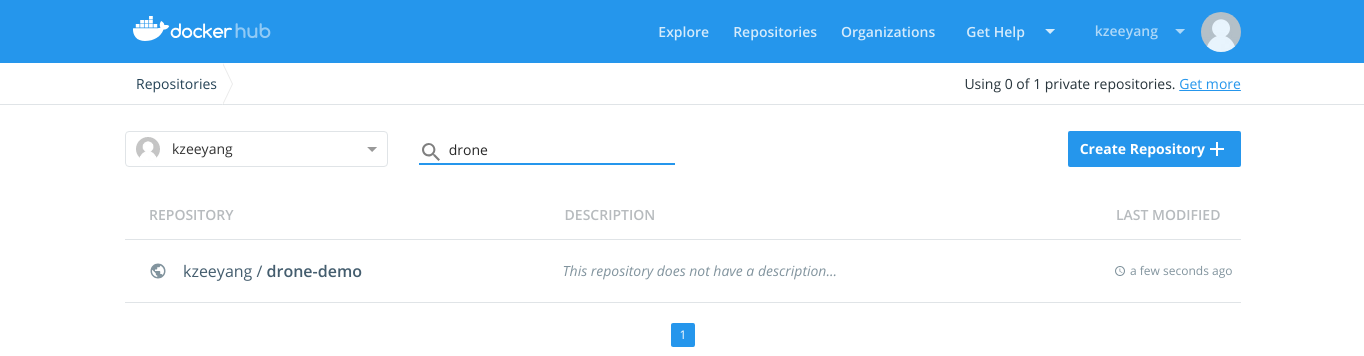 docker hub Explore Repositories Organizations Get Help kzeeyang
Repositories Using 0 of 1 private repositories. Get more
kzeeyang drone Create Repository +
REPOSITORY DESCRIPTION LAST MODIFIED
kzeeyang / drone-demo This repository does not have a description... a few seconds ago
1